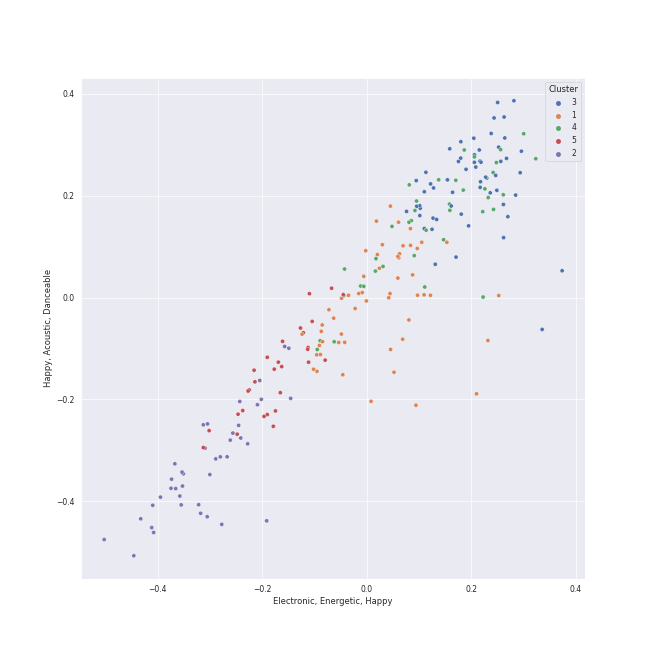 Cluster
3
1
4
5
2
0.4
0.2
0.0
−0.2
−0.4
−0.4 −0.2 0.0 0.2 0.4
Happy, Acoustic, Danceable
Electronic, Energetic, Happy